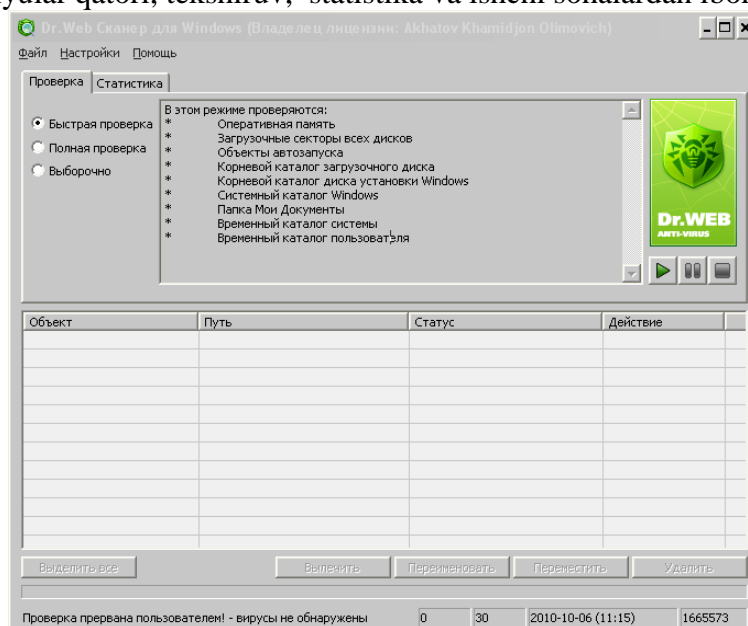 qatori, tekshiruv, statistika va ishchi sohalardan
Dr.Web Сканер для Windows (Владелец лицензии: Akhatov Khamidjon Olimovich)
Файл Настройки Помощь
Проверка Статистика
Быстрая проверка
Полная проверка
Выборочно
В этом режиме проверяются:
* Оперативная память
* Загрузочные секторы всех дисков
* Объекты автозапуска
* Корневой каталог загрузочного диска
* Корневой каталог диска установки Windows
* Системный каталог Windows
* Папка Мои Документы
* Временный каталог системы
* Временный каталог пользователя
Dr.WEB
ANTI-VIRUS
Объект Путь Статус Действие
Выделить все Вылечить Переименовать Переместить Удалить
Проверка прервана пользователем! - вирусы не обнаружены 0 30 2010-10-06 (11:15) 1665573